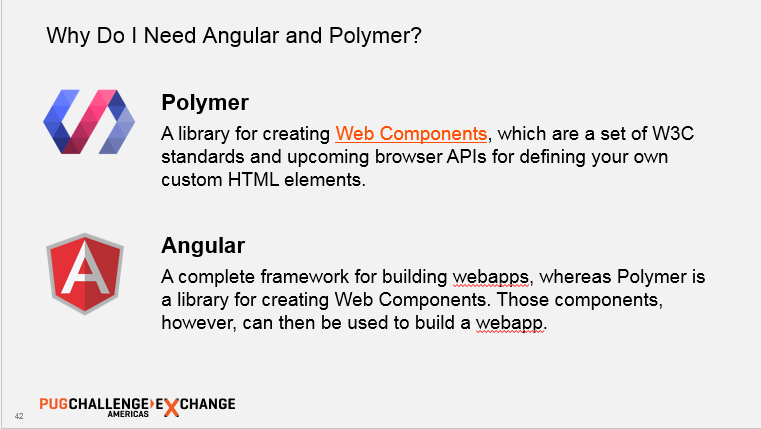 Why Do I Need Angular and Polymer?
Polymer
A library for creating Web Components, which are a set of W3C
standards and upcoming browser APIs for defining your own
custom HTML elements.
A
Angular
A complete framework for building webapps, whereas Polymer is
a library for creating Web Components. Those components,
however, can then be used to build a webapp.
42
PUGCHALLENGE EXCHANGE
AMERICAS